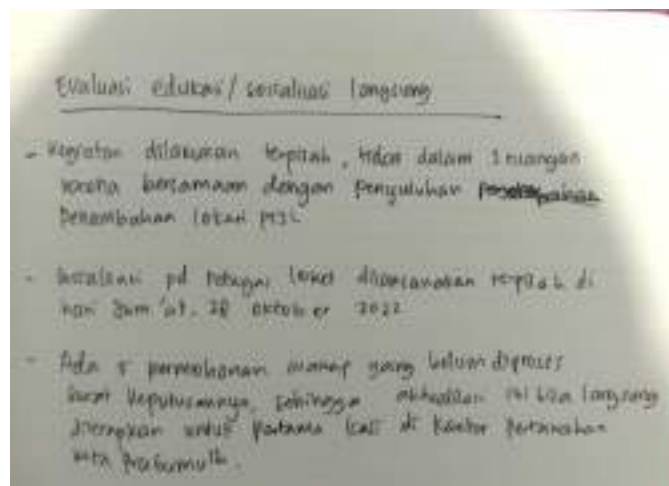 Evaluasi edukasi / sosialisasi langsung
- Kegiatan dilakukan terpisah, tidak dalam 1 ruangan
karena bersamaan dengan penyuluhan
Penambahan lokasi PTSL
- Sosialisasi pd petugas loket dilaksanakan terpisah di
hari Jum'at, 28 Oktober 2022
- Ada 5 permohonan wakaf yang belum diproses
surat keputusannya, sehingga ini bisa langsung
diterapkan untuk pertama kali di Kantor Pertanahan
kota Prabumulih.